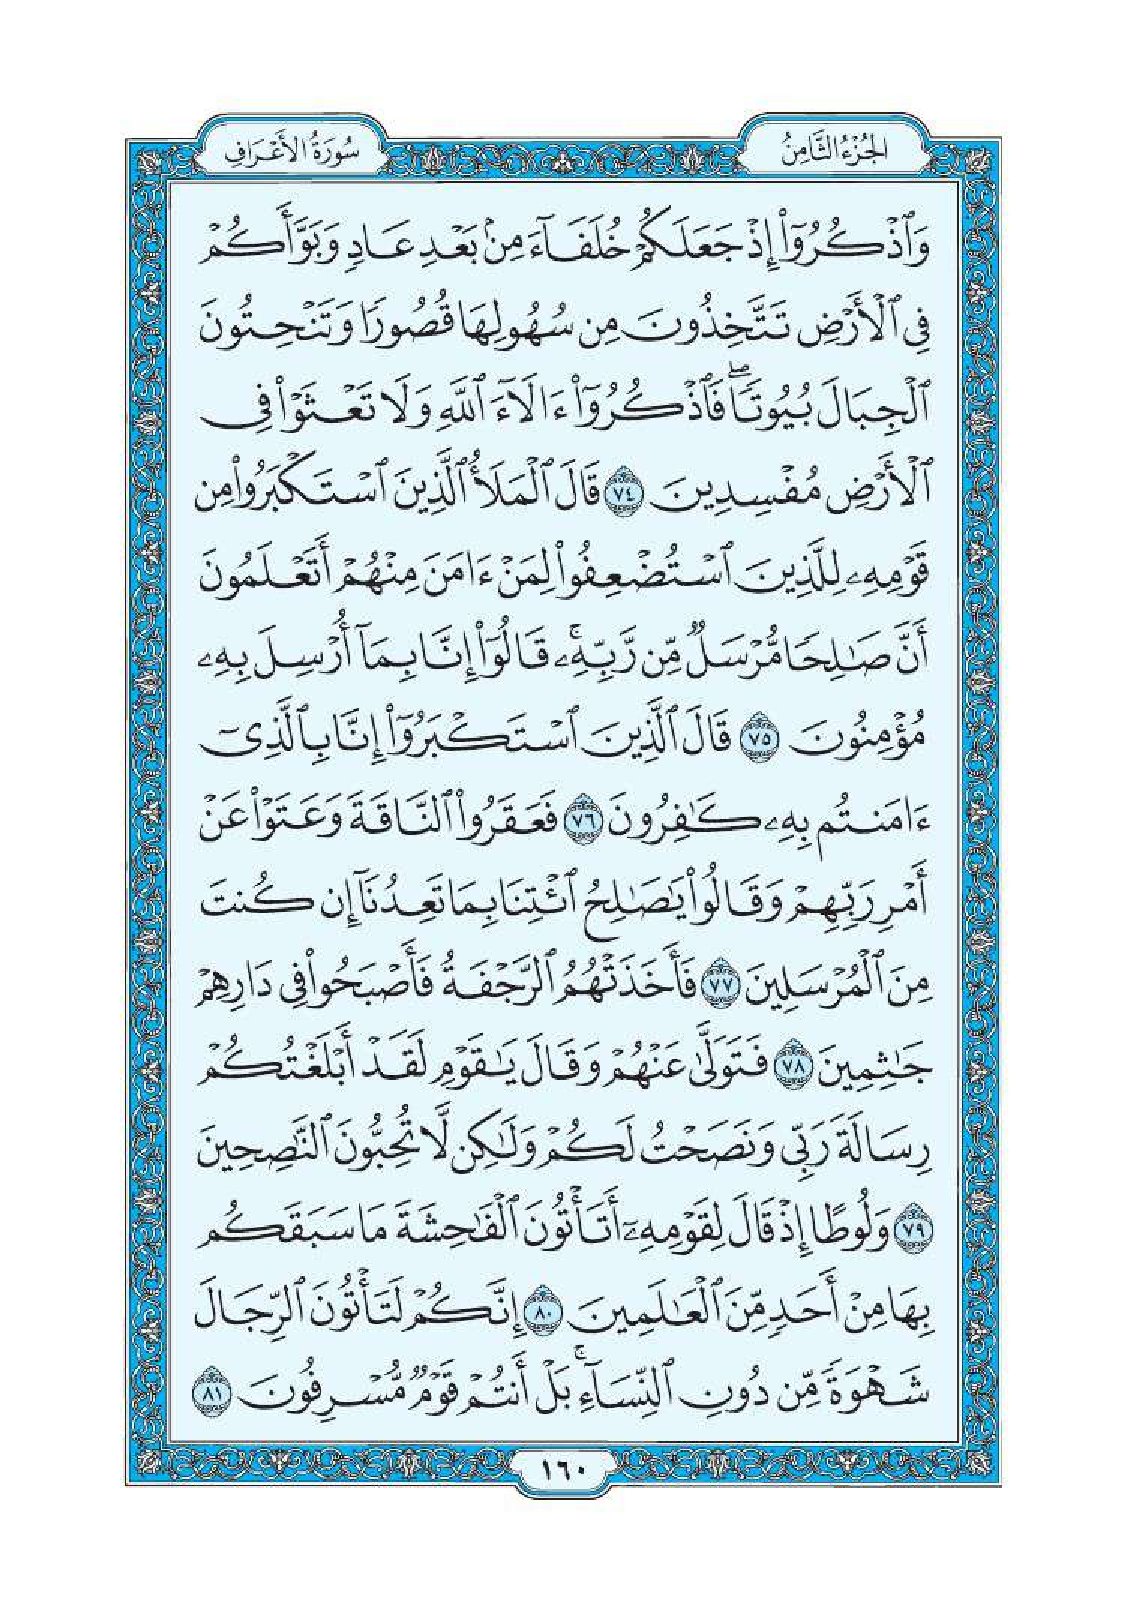 الجُزْءُ الثَّامِنُ
سُورَةُ الأَعْرَافِ
وَٱذۡكُرُوٓاْ إِذۡ جَعَلَكُمۡ خُلَفَآءَ مِنۢ بَعۡدِ عَادٖ وَبَوَّأَكُمۡ
فِي ٱلۡأَرۡضِ تَتَّخِذُونَ مِن سُهُولِهَا قُصُورٗا وَتَنۡحِتُونَ
ٱلۡجِبَالَ بُيُوتٗاۖ فَٱذۡكُرُوٓاْ ءَالَآءَ ٱللَّهِ وَلَا تَعۡثَوۡاْ فِي
ٱلۡأَرۡضِ مُفۡسِدِينَ ٧٤ قَالَ ٱلۡمَلَأُ ٱلَّذِينَ ٱسۡتَكۡبَرُواْ مِن
قَوۡمِهِۦ لِلَّذِينَ ٱسۡتُضۡعِفُواْ لِمَنۡ ءَامَنَ مِنۡهُمۡ أَتَعۡلَمُونَ
أَنَّ صَٰلِحٗا مُّرۡسَلٞ مِّن رَّبِّهِۦۚ قَالُوٓاْ إِنَّا بِمَآ أُرۡسِلَ بِهِۦ
مُؤۡمِنُونَ ٧٥ قَالَ ٱلَّذِينَ ٱسۡتَكۡبَرُوٓاْ إِنَّا بِٱلَّذِيٓ
ءَامَنتُم بِهِۦ كَٰفِرُونَ ٧٦ فَعَقَرُواْ ٱلنَّاقَةَ وَعَتَوۡاْ عَنۡ
أَمۡرِ رَبِّهِمۡ وَقَالُواْ يَٰصَٰلِحُ ٱئۡتِنَا بِمَا تَعِدُنَآ إِن كُنتَ
مِنَ ٱلۡمُرۡسَلِينَ ٧٧ فَأَخَذَتۡهُمُ ٱلرَّجۡفَةُ فَأَصۡبَحُواْ فِي دَارِهِمۡ
جَٰثِمِينَ ٧٨ فَتَوَلَّىٰ عَنۡهُمۡ وَقَالَ يَٰقَوۡمِ لَقَدۡ أَبۡلَغۡتُكُمۡ
رِسَالَةَ رَبِّي وَنَصَحۡتُ لَكُمۡ وَلَٰكِن لَّا تُحِبُّونَ ٱلنَّٰصِحِينَ
٧٩ وَلُوطًا إِذۡ قَالَ لِقَوۡمِهِۦٓ أَتَأۡتُونَ ٱلۡفَٰحِشَةَ مَا سَبَقَكُم
بِهَا مِنۡ أَحَدٖ مِّنَ ٱلۡعَٰلَمِينَ ٨٠ إِنَّكُمۡ لَتَأۡتُونَ ٱلرِّجَالَ
شَهۡوَةٗ مِّن دُونِ ٱلنِّسَآءِۚ بَلۡ أَنتُمۡ قَوۡمٞ مُّسۡرِفُونَ ٨١
١٦٠